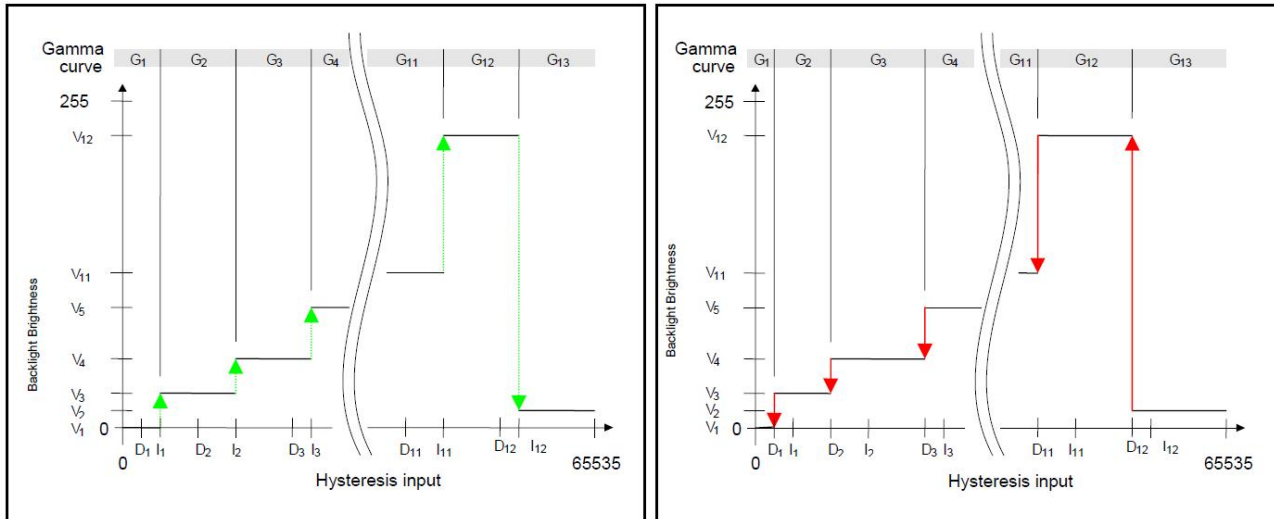 Gamma
curve
G1 G2 G3 G4 G11 G12 G13
255
V12
V11
V5
V4
V3
V2
V1 0
Backlight Brightness
D1 I1 D2 I2 D3 I3 D11 I11 D12 I12
0 65535
Hysteresis input
Gamma
curve
G1 G2 G3 G4 G11 G12 G13
255
V12
V11
V5
V4
V3
V2
V1 0
Backlight Brightness
D1 I1 D2 I2 D3 I3 D11 I11 D12 I12
0 65535
Hysteresis input